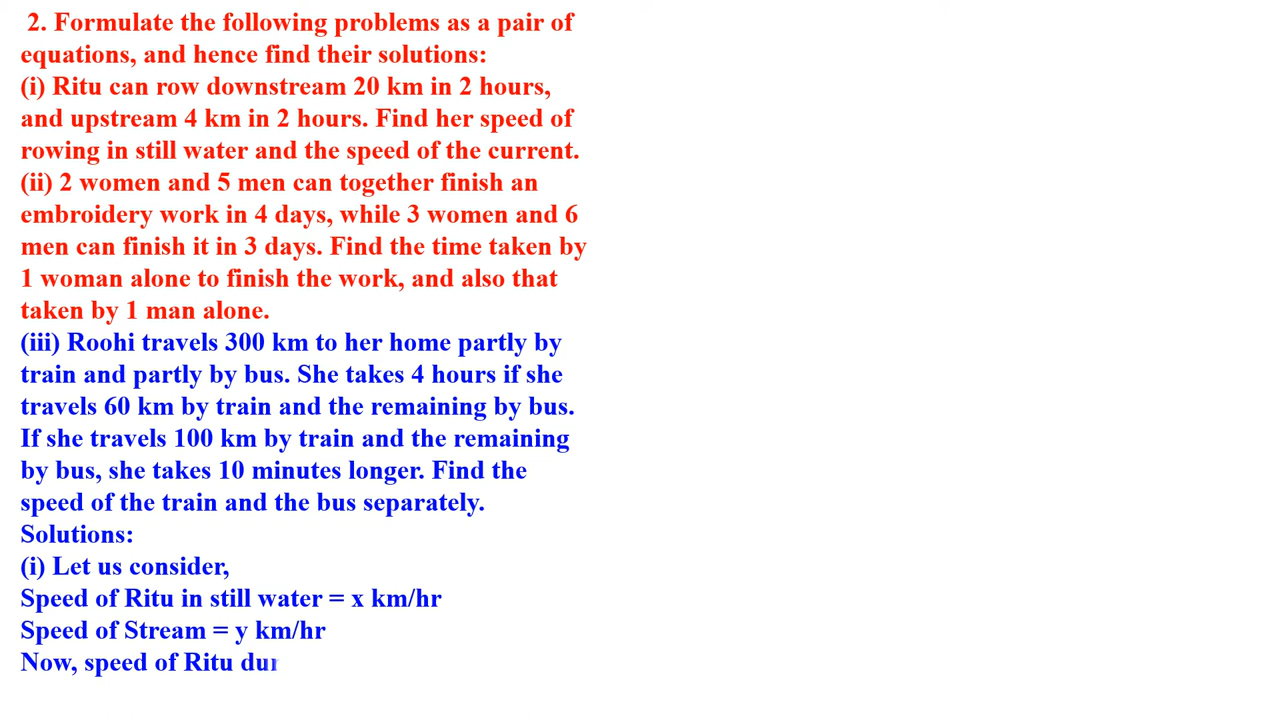 2. Formulate the following problems as a pair of
equations, and hence find their solutions:
(i) Ritu can row downstream 20 km in 2 hours,
and upstream 4 km in 2 hours. Find her speed of
rowing in still water and the speed of the current.
(ii) 2 women and 5 men can together finish an
embroidery work in 4 days, while 3 women and 6
men can finish it in 3 days. Find the time taken by
1 woman alone to finish the work, and also that
taken by 1 man alone.
(iii) Roohi travels 300 km to her home partly by
train and partly by bus. She takes 4 hours if she
travels 60 km by train and the remaining by bus.
If she travels 100 km by train and the remaining
by bus, she takes 10 minutes longer. Find the
speed of the train and the bus separately.
Solutions:
(i) Let us consider,
Speed of Ritu in still water = x km/hr
Speed of Stream = y km/hr
Now, speed of Ritu